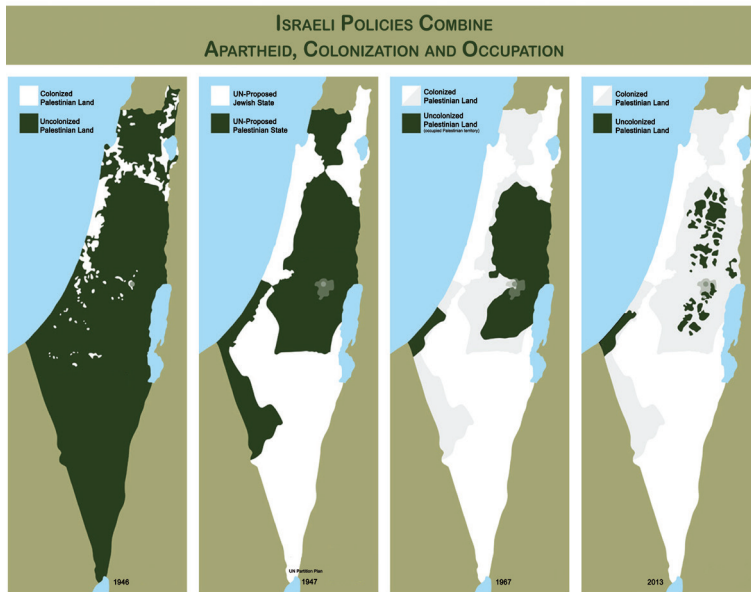 ISRAELI POLICIES COMBINE
APARTHEID, COLONIZATION AND OCCUPATION
Colonized
Palestinian Land
Uncolonized
Palestinian Land
1946
UN-Proposed
Jewish State
UN-Proposed
Palestinian State
UN Partition Plan
1947
Colonized
Palestinian Land
Uncolonized
Palestinian Land
(occupied Palestinian territory)
1967
Colonized
Palestinian Land
Uncolonized
Palestinian Land
2013